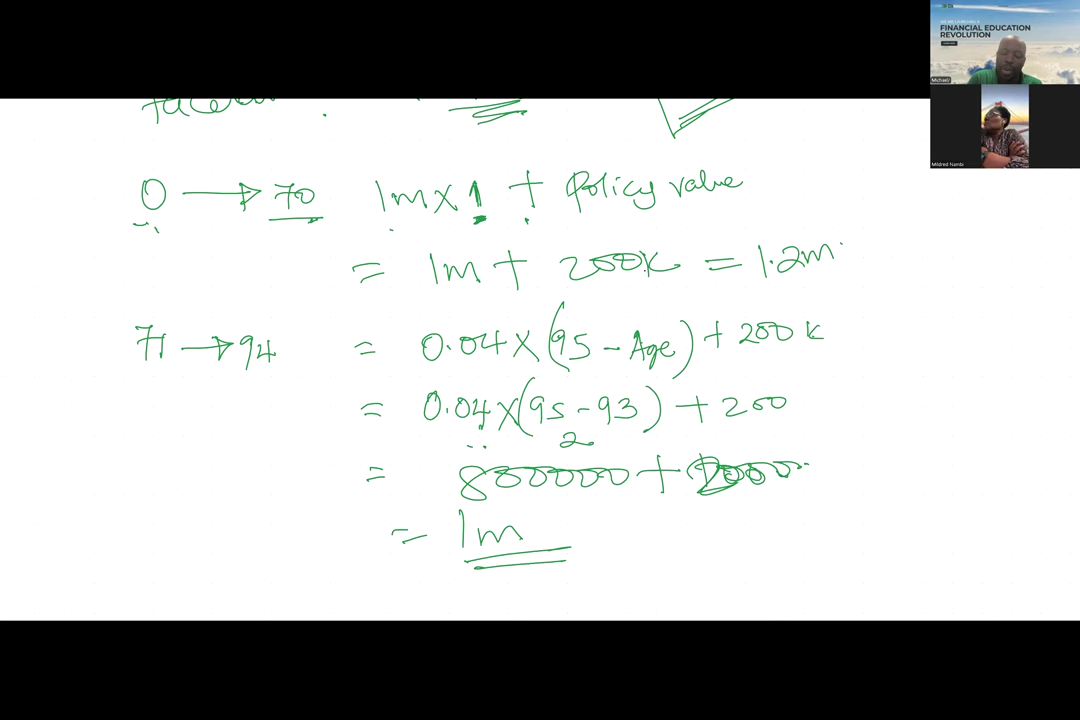 FINANCIAL EDUCATION
REVOLUTION
Michael
Mildred Nambi
0 → 70 1m x 1 + Policy value
= 1m + 200K = 1.2m
71 → 94 = 0.04 x (95 - Age) + 200 k
= 0.04 x (95 - 93) + 200
2
= 800000 +
= 1m